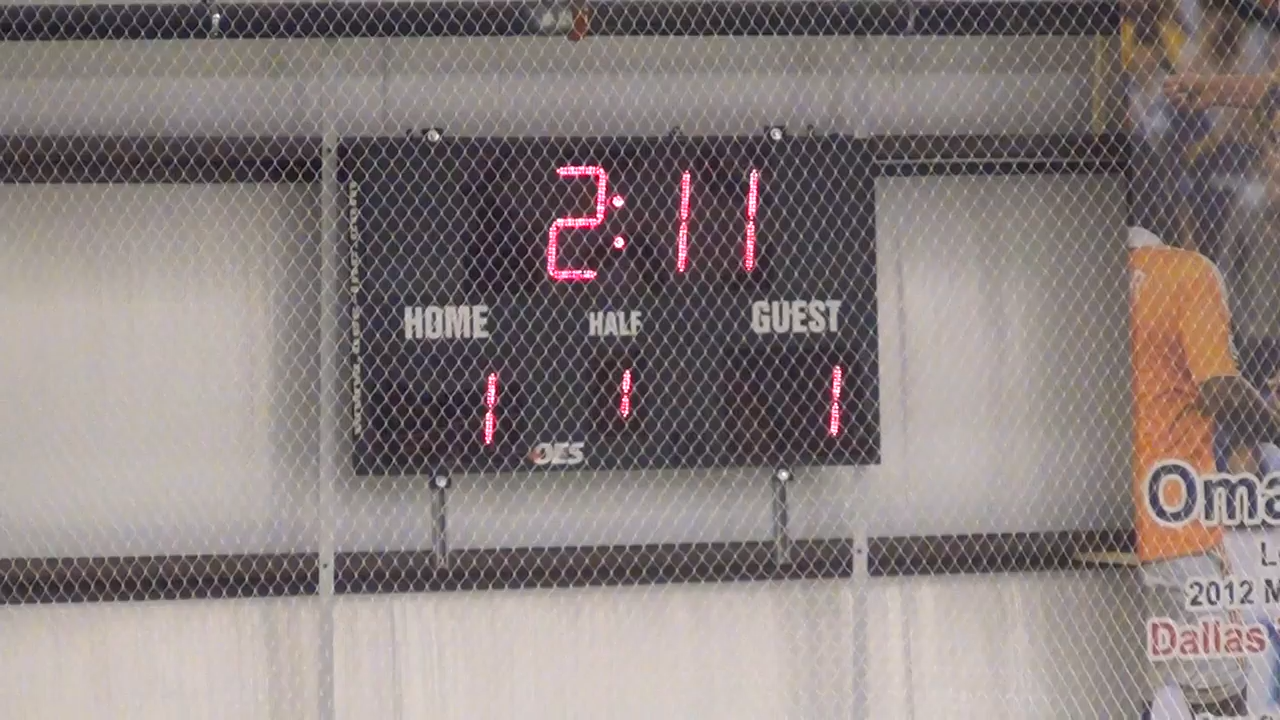 2:11
HOME HALF GUEST
1 1 1
OES
Oma
L
2012 M
Dallas